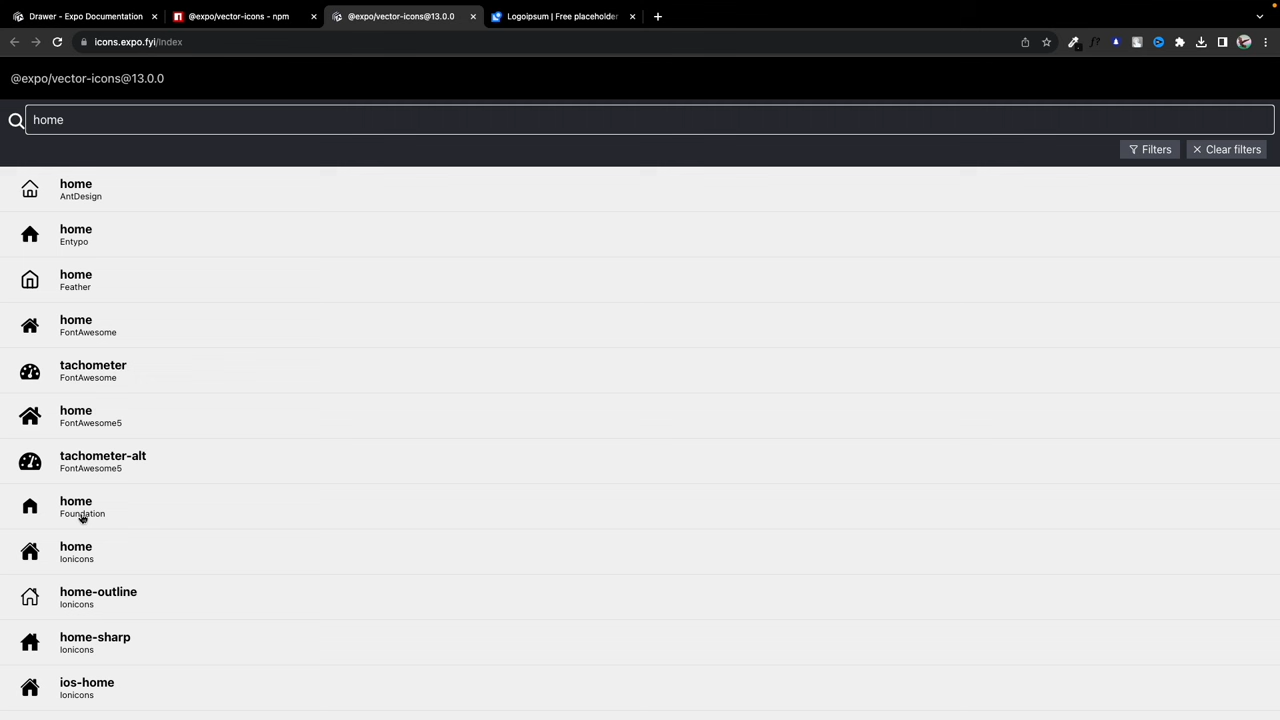 Drawer - Expo Documentation
@expo/vector-icons - npm
@expo/vector-icons@13.0.0
Logoipsum | Free placeholder
icons.expo.fyi/Index
@expo/vector-icons@13.0.0
home
Filters
Clear filters
home
AntDesign
home
Entypo
home
Feather
home
FontAwesome
tachometer
FontAwesome
home
FontAwesome5
tachometer-alt
FontAwesome5
home
Foundation
home
Ionicons
home-outline
Ionicons
home-sharp
Ionicons
ios-home
Ionicons